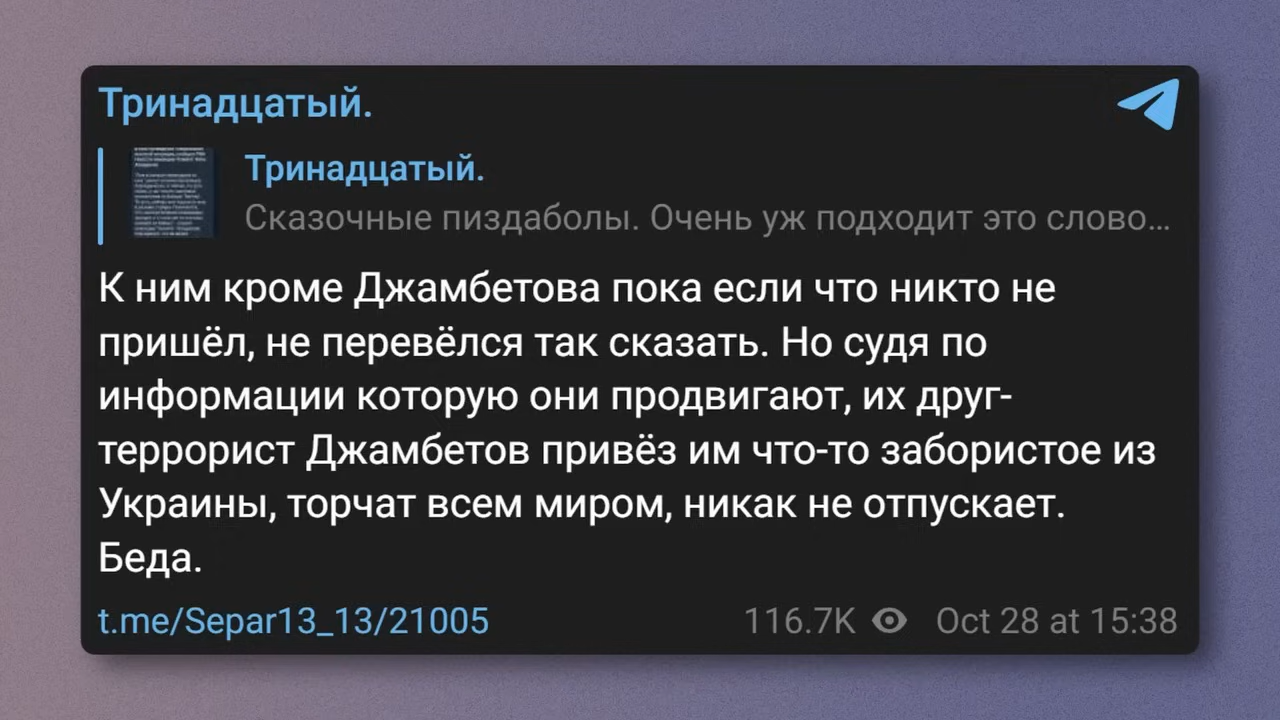 Тринадцатый.
Тринадцатый.
Сказочные пиздаболы. Очень уж подходит это слово…
К ним кроме Джамбетова пока если что никто не
пришёл, не перевёлся так сказать. Но судя по
информации которую они продвигают, их друг-
террорист Джамбетов привёз им что-то забористое из
Украины, торчат всем миром, никак не отпускает.
Беда.
t.me/Separ13_13/21005
116.7K Oct 28 at 15:38